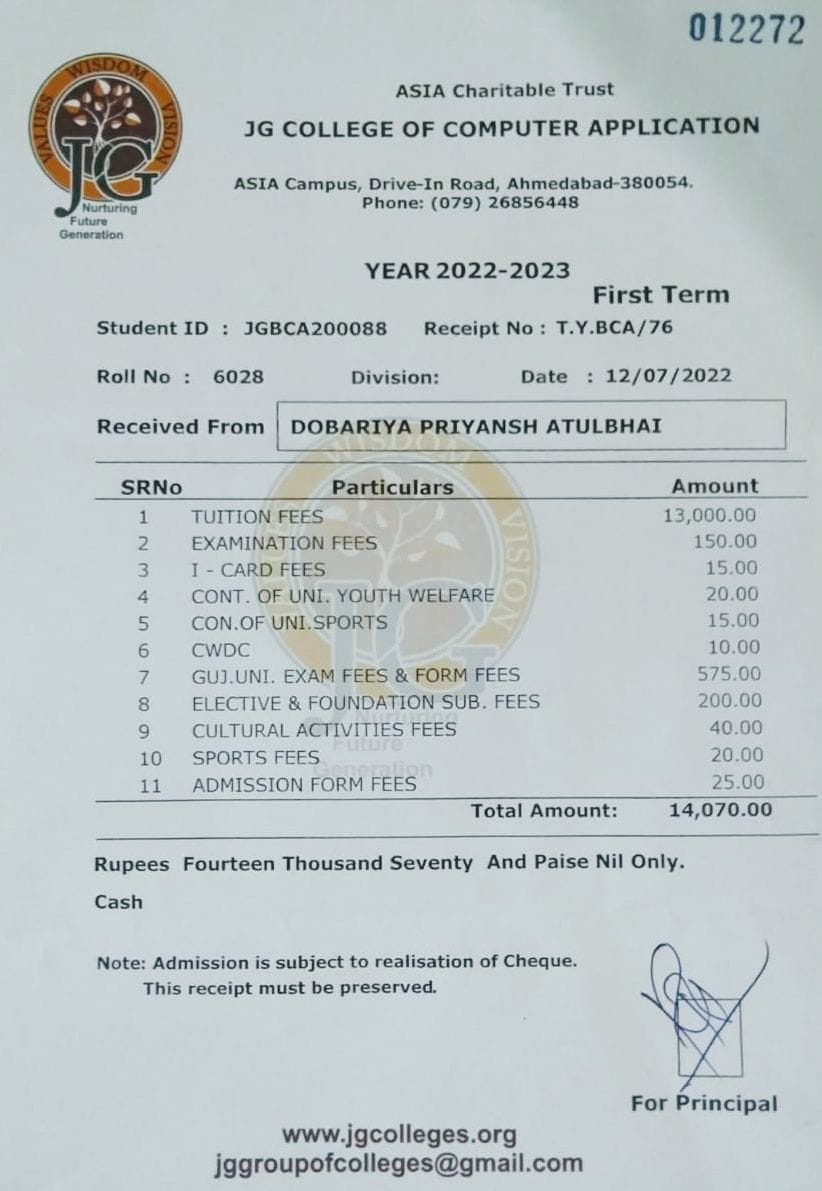 012272
WISDOM
VALUES
VISION
JG
Nurturing
Future
Generation
ASIA Charitable Trust
JG COLLEGE OF COMPUTER APPLICATION
ASIA Campus, Drive-In Road, Ahmedabad-380054.
Phone: (079) 26856448
YEAR 2022-2023
First Term
Student ID : JGBCA200088 Receipt No : T.Y.BCA/76
Roll No : 6028 Division: Date : 12/07/2022
Received From DOBARIYA PRIYANSH ATULBHAI
SRNo Particulars Amount
1 TUITION FEES 13,000.00
2 EXAMINATION FEES 150.00
3 I - CARD FEES 15.00
4 CONT. OF UNI. YOUTH WELFARE 20.00
5 CON.OF UNI.SPORTS 15.00
6 CWDC 10.00
7 GUJ.UNI. EXAM FEES & FORM FEES 575.00
8 ELECTIVE & FOUNDATION SUB. FEES 200.00
9 CULTURAL ACTIVITIES FEES 40.00
10 SPORTS FEES 20.00
11 ADMISSION FORM FEES 25.00
WISDOM
VISION
JG
Nurturing
Future
Generation
Total Amount: 14,070.00
Rupees Fourteen Thousand Seventy And Paise Nil Only.
Cash
Note: Admission is subject to realisation of Cheque.
This receipt must be preserved.
For Principal
www.jgcolleges.org
jggroupofcolleges@gmail.com